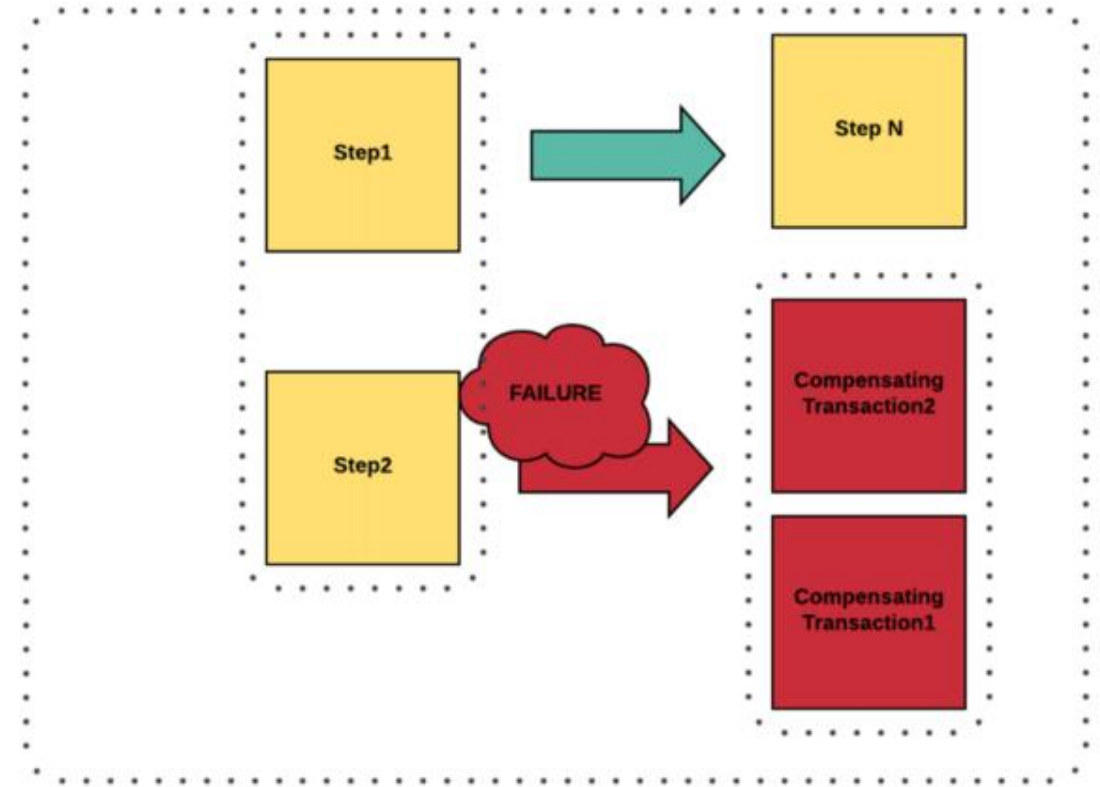 Step1
Step N
Step2
FAILURE
Compensating
Transaction2
Compensating
Transaction1